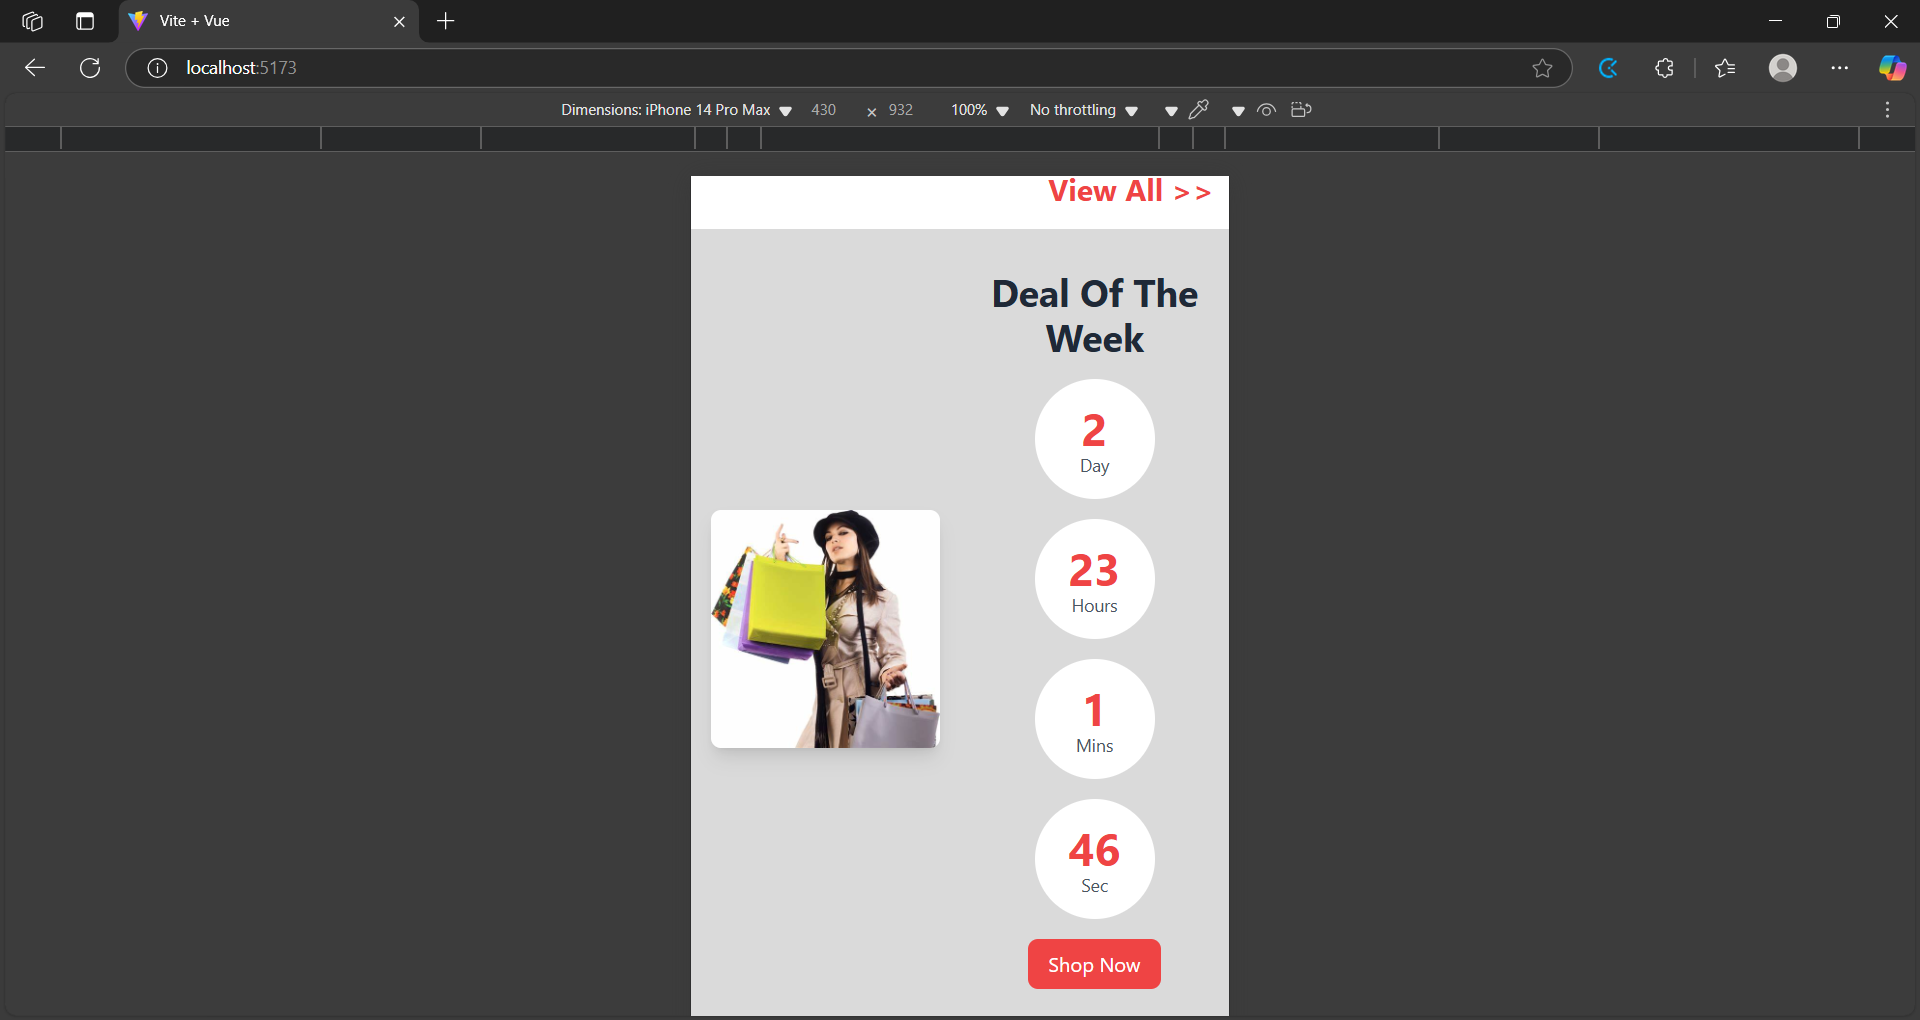 Vite + Vue
localhost:5173
Dimensions: iPhone 14 Pro Max 430 × 932 100% No throttling
View All >>
Deal Of The
Week
2
Day
23
Hours
1
Mins
46
Sec
Shop Now